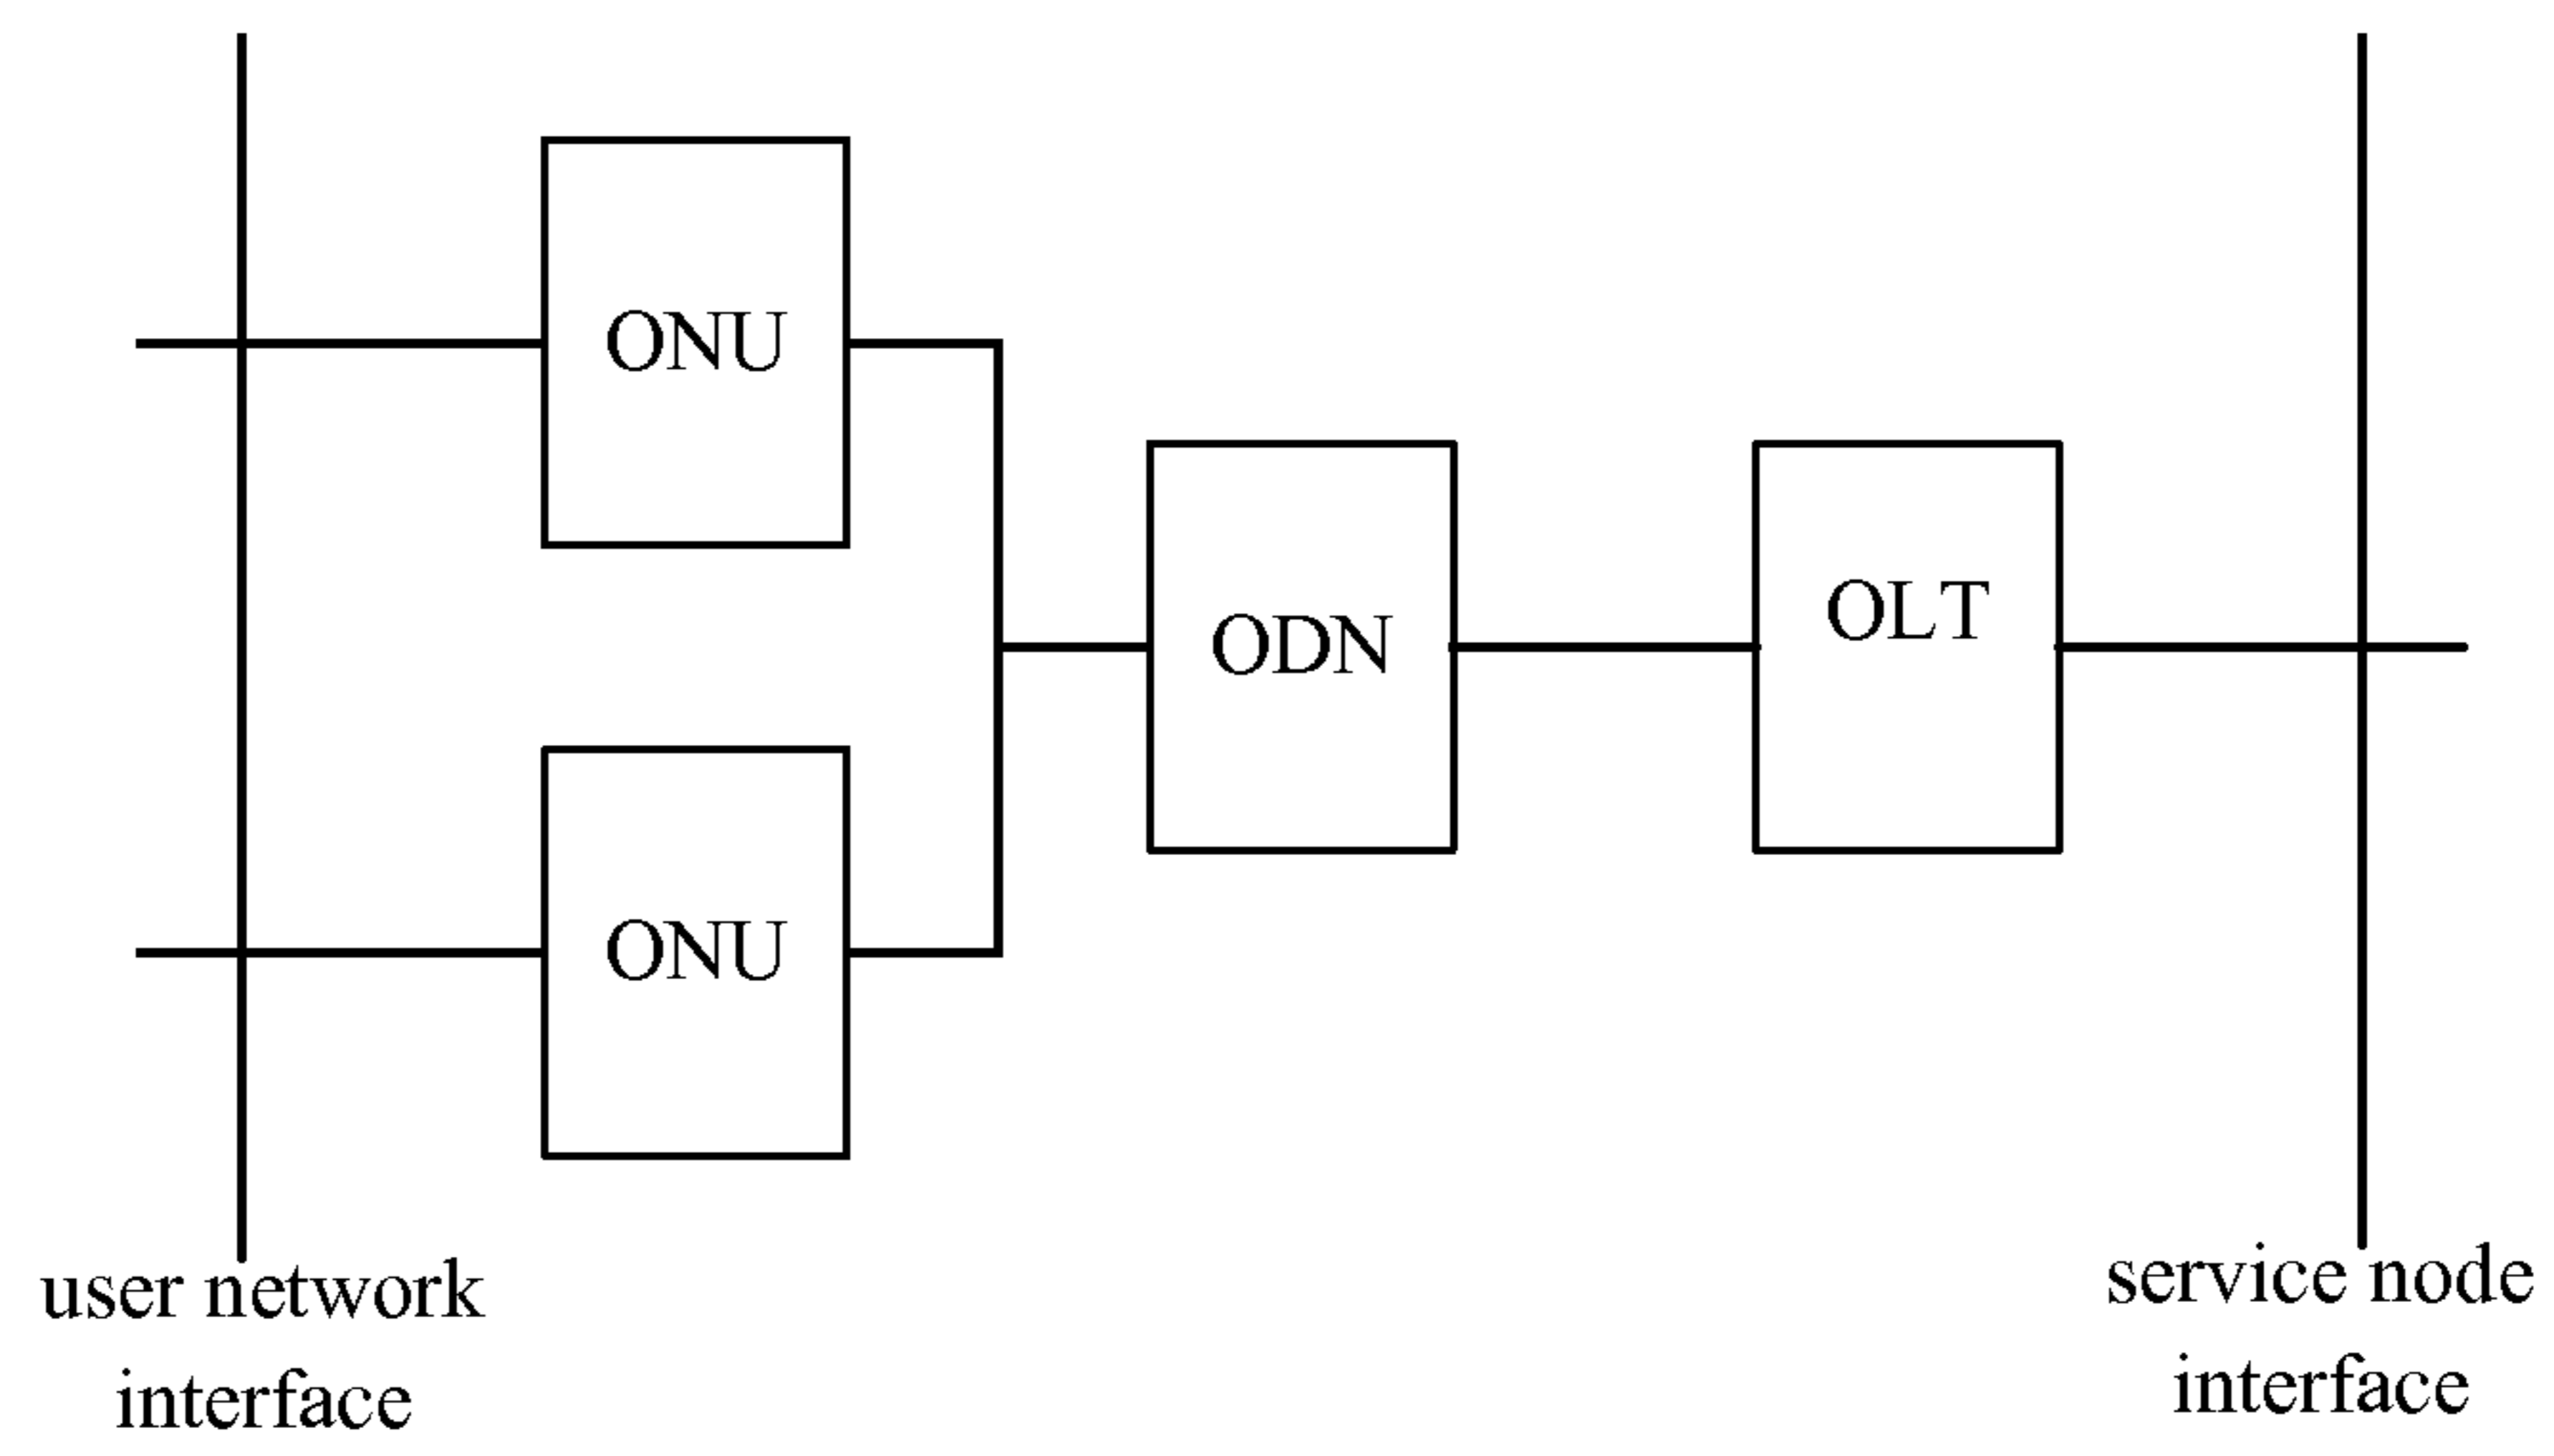 ONU
ODN
OLT
ONU
user network
interface
service node
interface